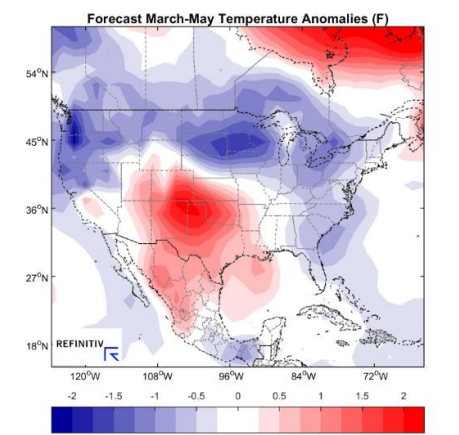 Forecast March-May Temperature Anomalies (F)
54°N
45°N
36°N
27°N
18°N
REFINITIV
120°W 108°W 96°W 84°W 72°W
-2 -1.5 -1 -0.5 0 0.5 1 1.5 2